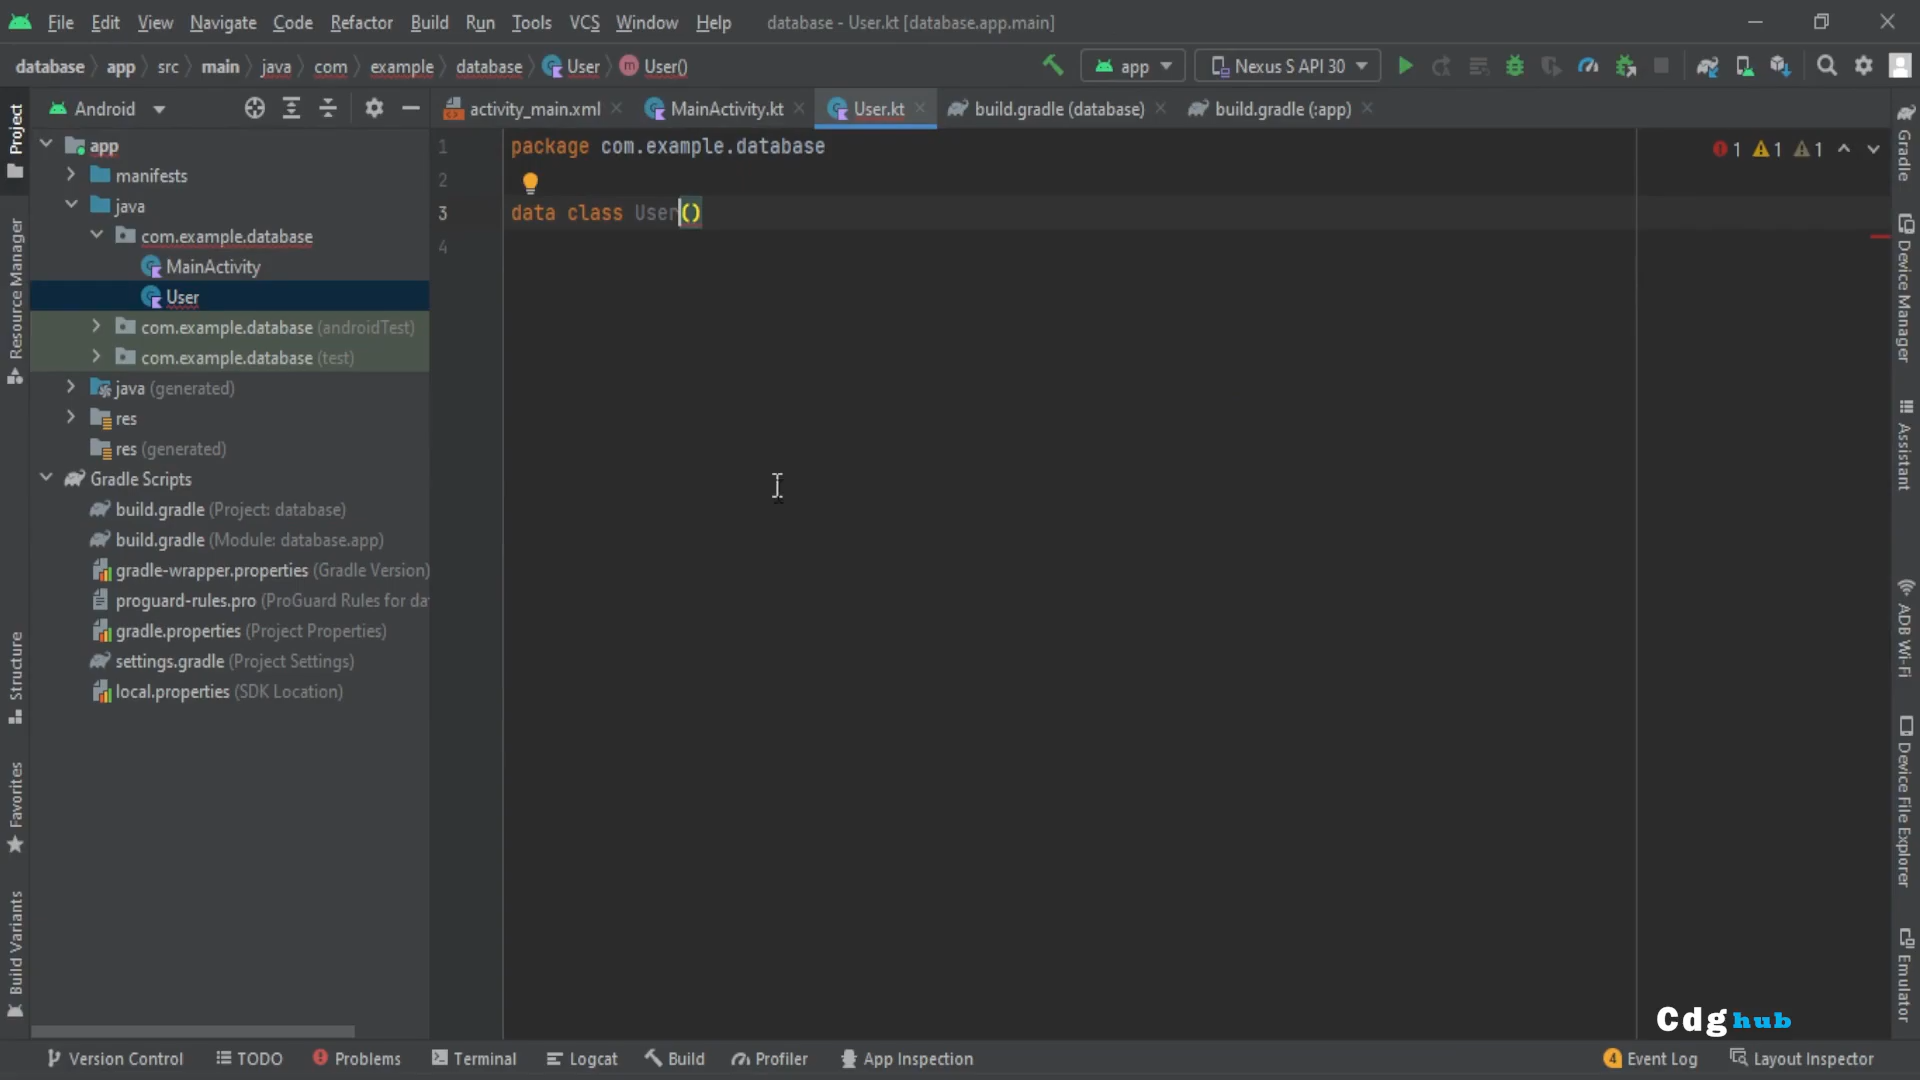 File Edit View Navigate Code Refactor Build Run Tools VCS Window Help database - User.kt [database.app.main]
database app src main java com example database User User() app Nexus S API 30
Android activity_main.xml MainActivity.kt User.kt build.gradle (database) build.gradle (:app)
Project
Resource Manager
Structure
Favorites
Build Variants
app
manifests
java
com.example.database
MainActivity
User
com.example.database (androidTest)
com.example.database (test)
java (generated)
res
res (generated)
Gradle Scripts
build.gradle (Project: database)
build.gradle (Module: database.app)
gradle-wrapper.properties (Gradle Version)
proguard-rules.pro (ProGuard Rules for da
gradle.properties (Project Properties)
settings.gradle (Project Settings)
local.properties (SDK Location)
1 package com.example.database
2
3 data class User()
4
1 1 1
Gradle
Device Manager
Assistant
ADB Wi-Fi
Device File Explorer
Emulator
Cdghub
Version Control TODO Problems Terminal Logcat Build Profiler App Inspection 4 Event Log Layout Inspector